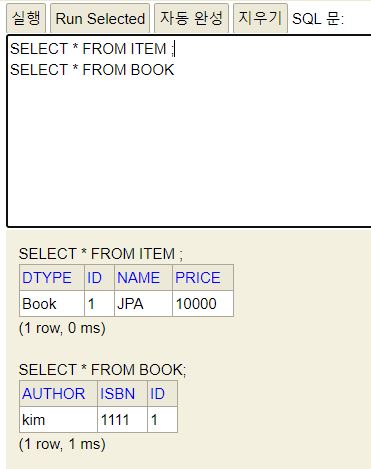 실행 Run Selected 자동 완성 지우기 SQL 문:
SELECT * FROM ITEM ;
SELECT * FROM BOOK
SELECT * FROM ITEM ;
DTYPE ID NAME PRICE
Book 1 JPA 10000
(1 row, 0 ms)
SELECT * FROM BOOK;
AUTHOR ISBN ID
kim 1111 1
(1 row, 1 ms)